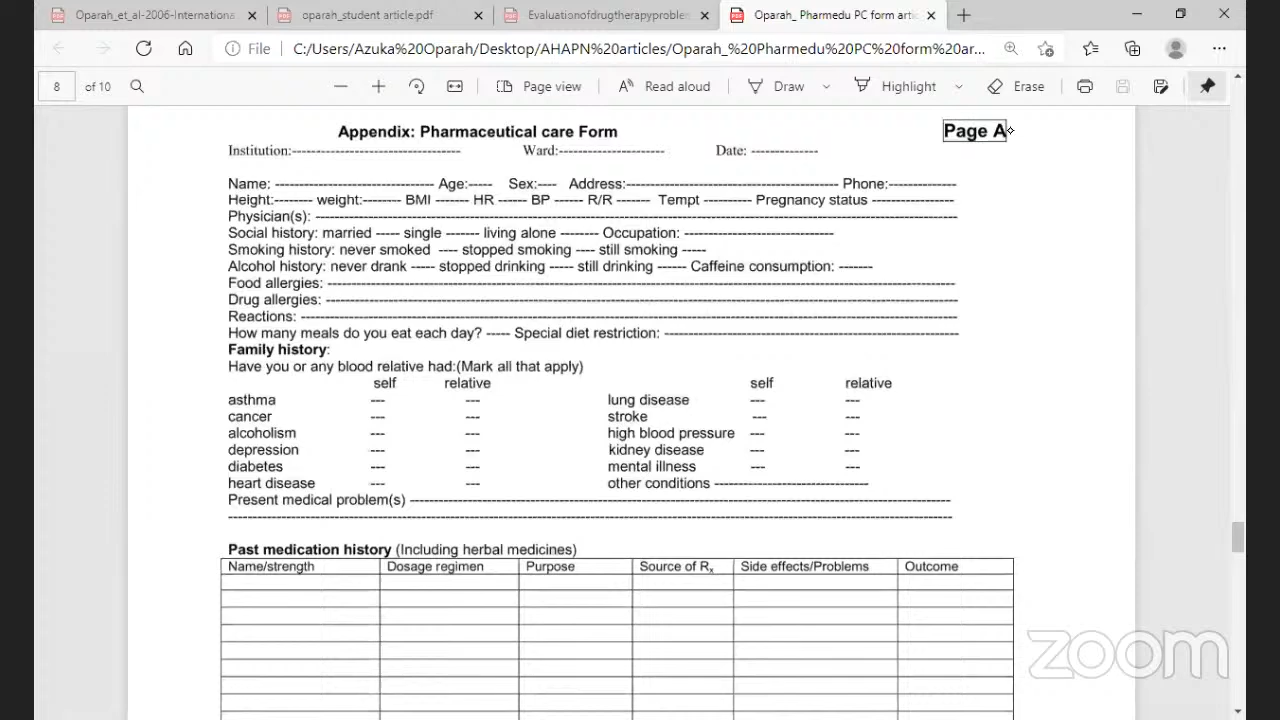 Oparah_et_al-2006-Internationa
oparah_student article.pdf
Evaluationofdrugtherapyproble
Oparah_ Pharmedu PC form artic
File
C:/Users/Azuka%20Oparah/Desktop/AHAPN%20articles/Oparah_%20Pharmedu%20PC%20form%20ar...
8 of 10
Page view
Read aloud
Draw
Highlight
Erase
Appendix: Pharmaceutical care Form
Page A
Institution:----------------------------------- Ward:---------------------- Date: --------------
Name: --------------------------------- Age:----- Sex:---- Address:-------------------------------------------- Phone:--------------
Height:-------- weight:-------- BMI ------- HR ----- BP ------ R/R ------- Tempt ---------- Pregnancy status -----------------
Physician(s): -------------------------------------------------------------------------------------------------------------------------------------
Social history: married ----- single ------- living alone -------- Occupation: -------------------------------
Smoking history: never smoked ---- stopped smoking ---- still smoking -----
Alcohol history: never drank ----- stopped drinking ----- still drinking ------ Caffeine consumption: -------
Food allergies: -----------------------------------------------------------------------------------------------------------------------------------
Drug allergies: -----------------------------------------------------------------------------------------------------------------------------------
Reactions: ----------------------------------------------------------------------------------------------------------------------------------------
How many meals do you eat each day? ----- Special diet restriction: -------------------------------------------------------------
Family history:
Have you or any blood relative had:(Mark all that apply)
self relative self relative
asthma --- --- lung disease --- ---
cancer --- --- stroke --- ---
alcoholism --- --- high blood pressure --- ---
depression --- --- kidney disease --- ---
diabetes --- --- mental illness --- ---
heart disease --- --- other conditions --------------------------------
Present medical problem(s) ----------------------------------------------------------------------------------------------------------------
-------------------------------------------------------------------------------------------------------------------------------------------------------
Past medication history (Including herbal medicines)
Name/strength Dosage regimen Purpose Source of Rx Side effects/Problems Outcome
zoom